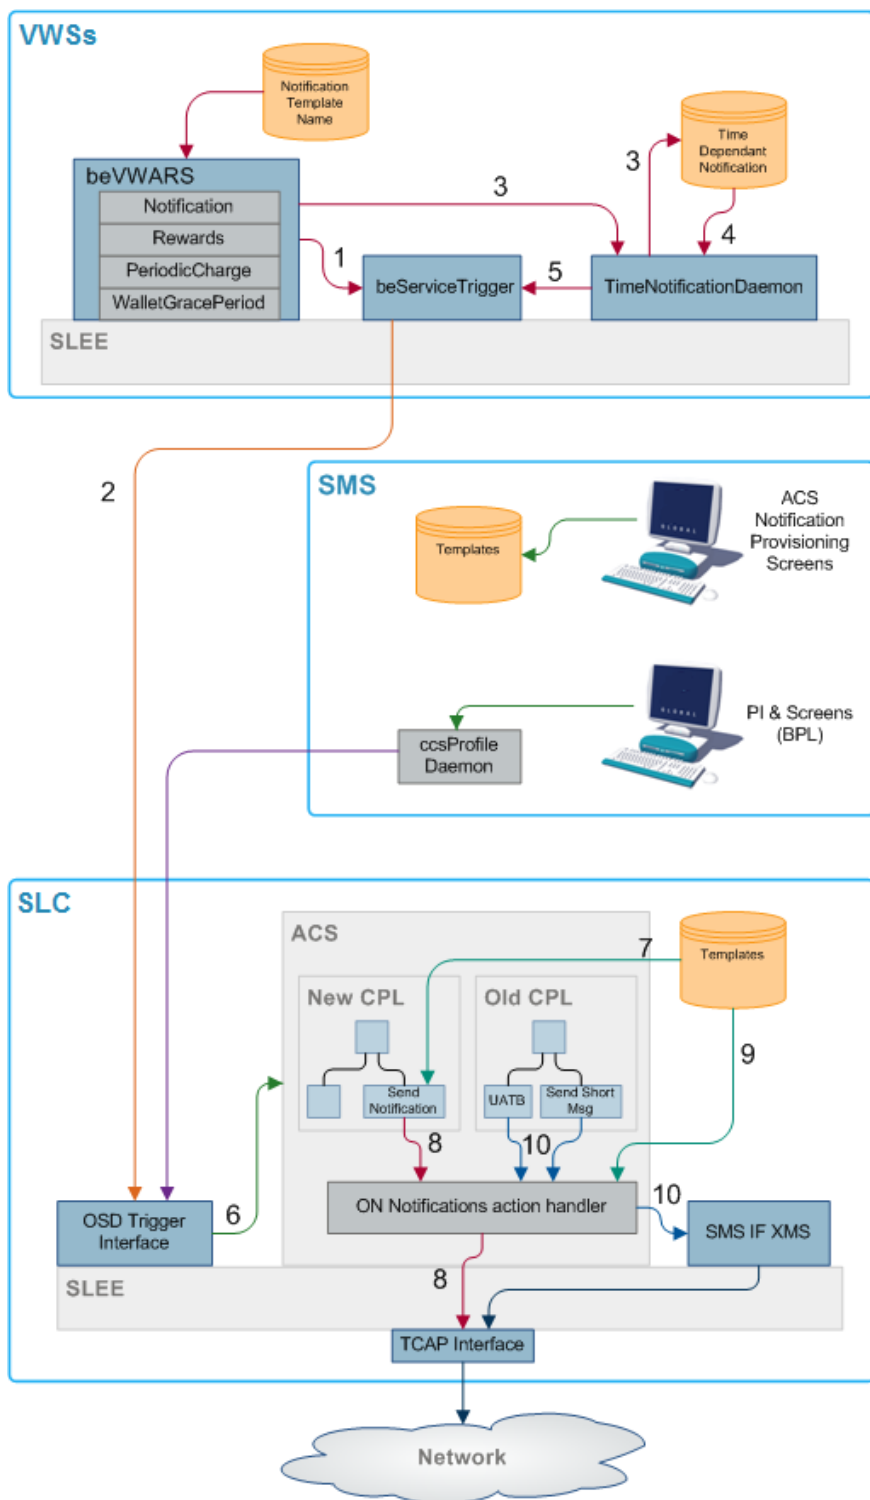 VWSs
Notification
Template
Name
Time
Dependant
Notification
beVWARS
Notification
Rewards
PeriodicCharge
WalletGracePeriod
3
3
4
1
beServiceTrigger
5
TimeNotificationDaemon
SLEE
2
SMS
Templates
GLOBAL
ACS
Notification
Provisioning
Screens
ccsProfile
Daemon
GLOBAL
PI & Screens
(BPL)
SLC
ACS
7
Templates
New CPL
Old CPL
9
Send
Notification
UATB
Send Short
Msg
8
10
6
OSD Trigger
Interface
ON Notifications action handler
10
SMS IF XMS
8
SLEE
TCAP Interface
Network